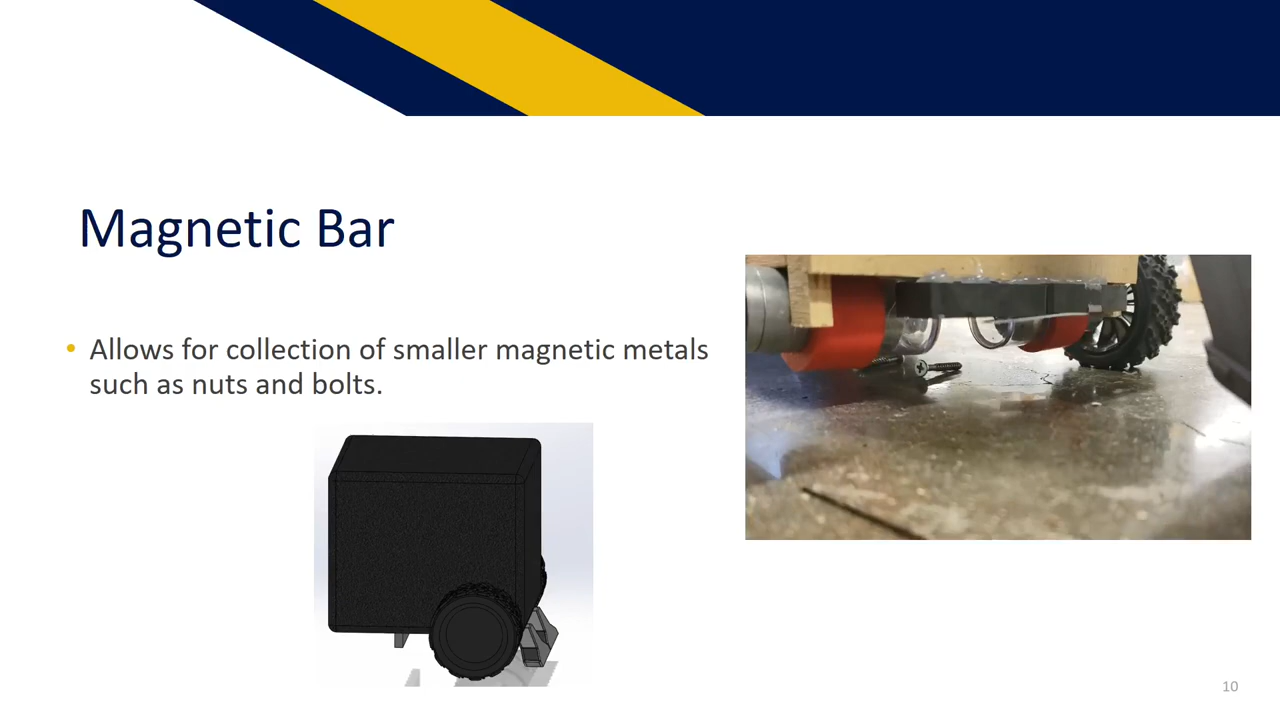 Magnetic Bar
• Allows for collection of smaller magnetic metals
such as nuts and bolts.
10